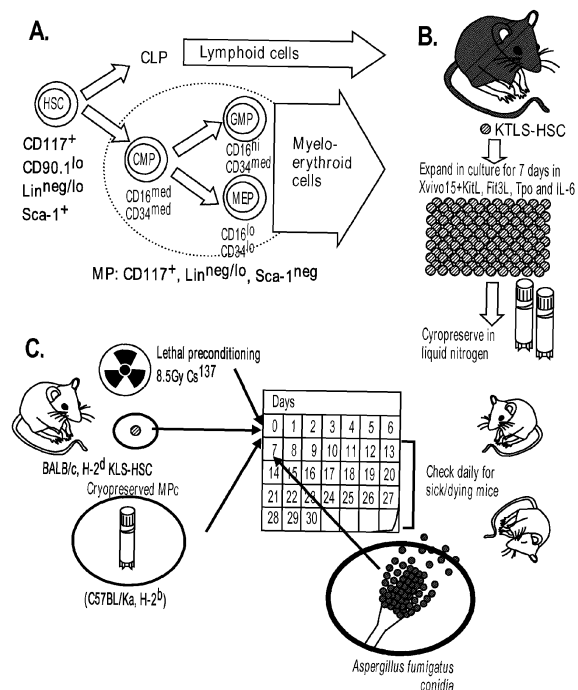 A.
CLP
Lymphoid cells
HSC
CD117+
CD90.1lo
Linneg/lo
Sca-1+
CMP
CD16med
CD34med
GMP
CD16hi
CD34med
MEP
CD16lo
CD34lo
Myelo-
erythroid
cells
MP: CD117+, Linneg/lo, Sca-1neg
B.
KTLS-HSC
Expand in culture for 7 days in
Xvivo15+KitL, Flt3L, Tpo and IL-6
Cyropreserve in
liquid nitrogen
C.
Lethal preconditioning
8.5Gy Cs137
BALB/c, H-2d KLS-HSC
Cryopreserved MPc
(C57BL/Ka, H-2b)
Days
0 1 2 3 4 5 6
7 8 9 10 11 12 13
14 15 16 17 18 19 20
21 22 23 24 25 26 27
28 29 30
Check daily for
sick/dying mice
Aspergillus fumigatus
conidia